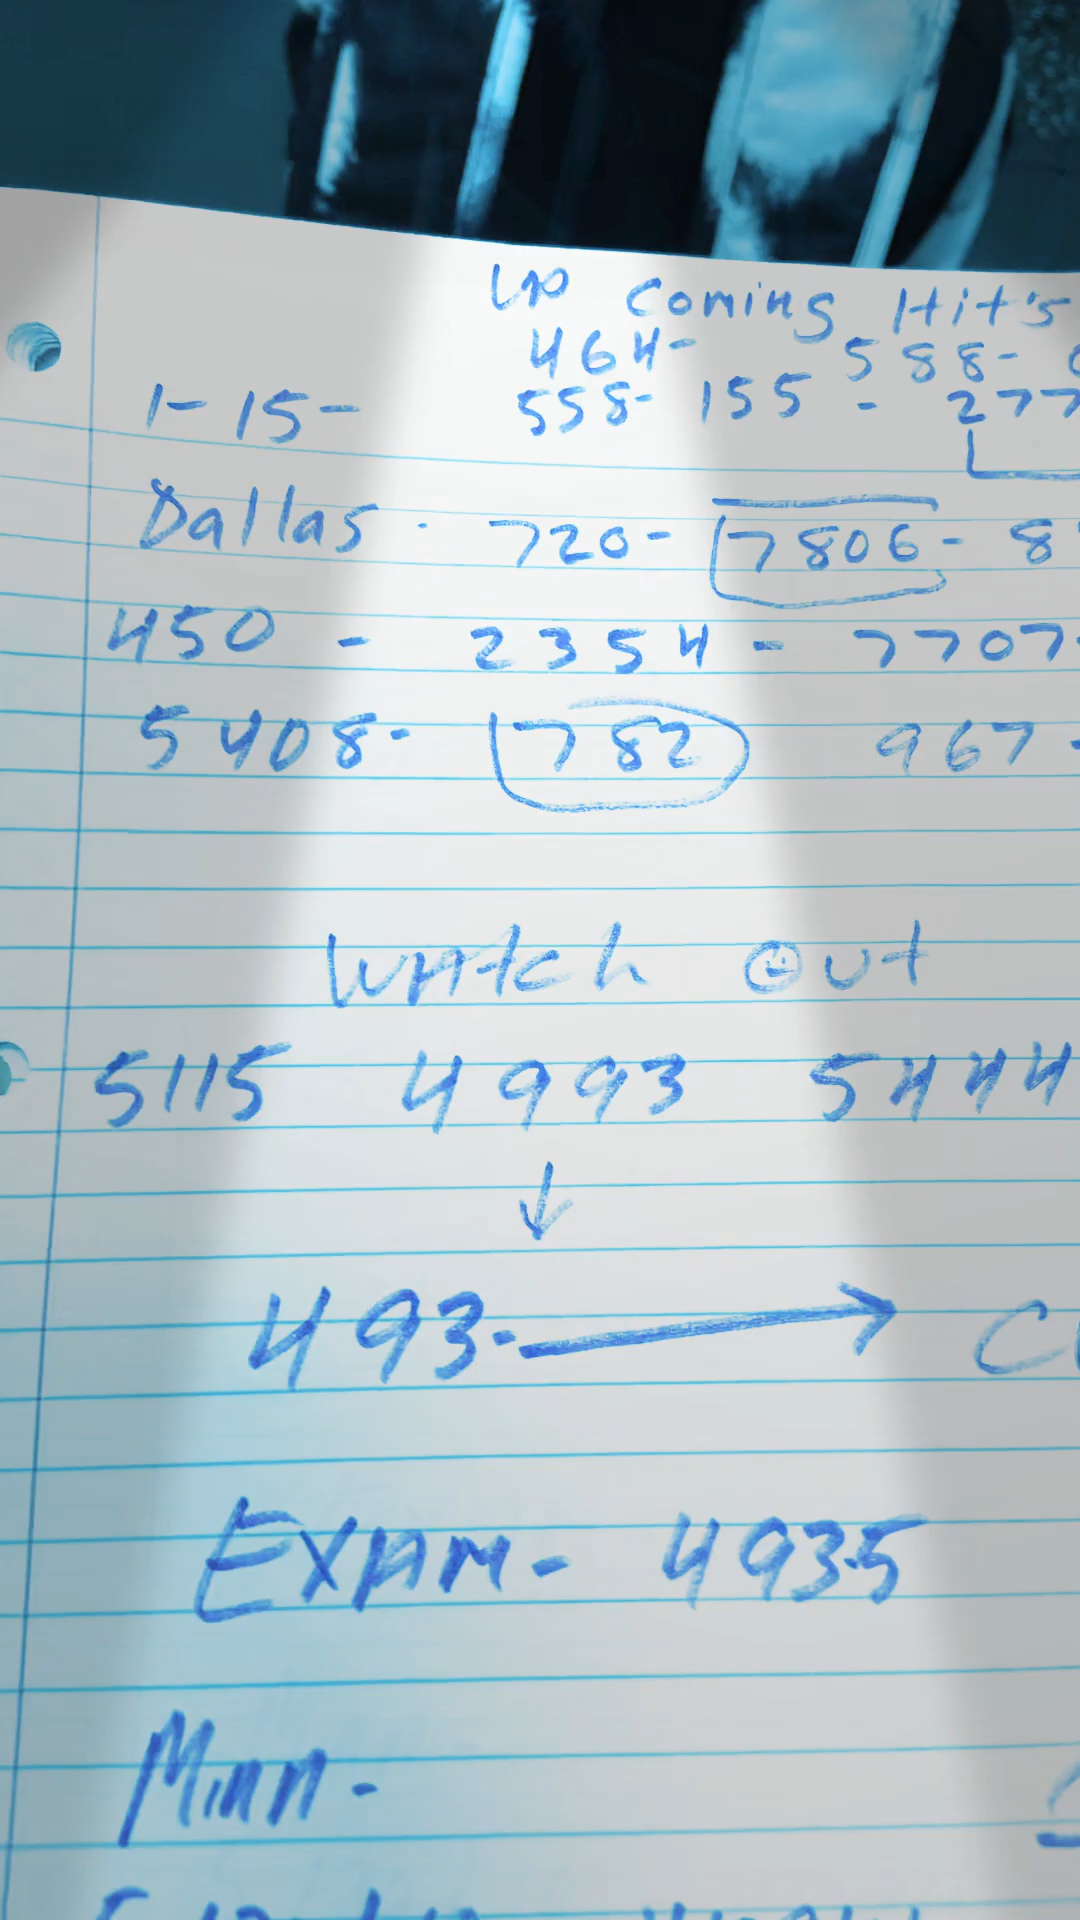 Up Coming Hit's
464- 588-
1-15- 558- 155 - 277
Dallas - 720- 7806- 8
450 - 2354 - 7707-
5408- 782 967-
Watch Out
5115 4993 5444
↓
493- →
EXAM- 4935
Minn-